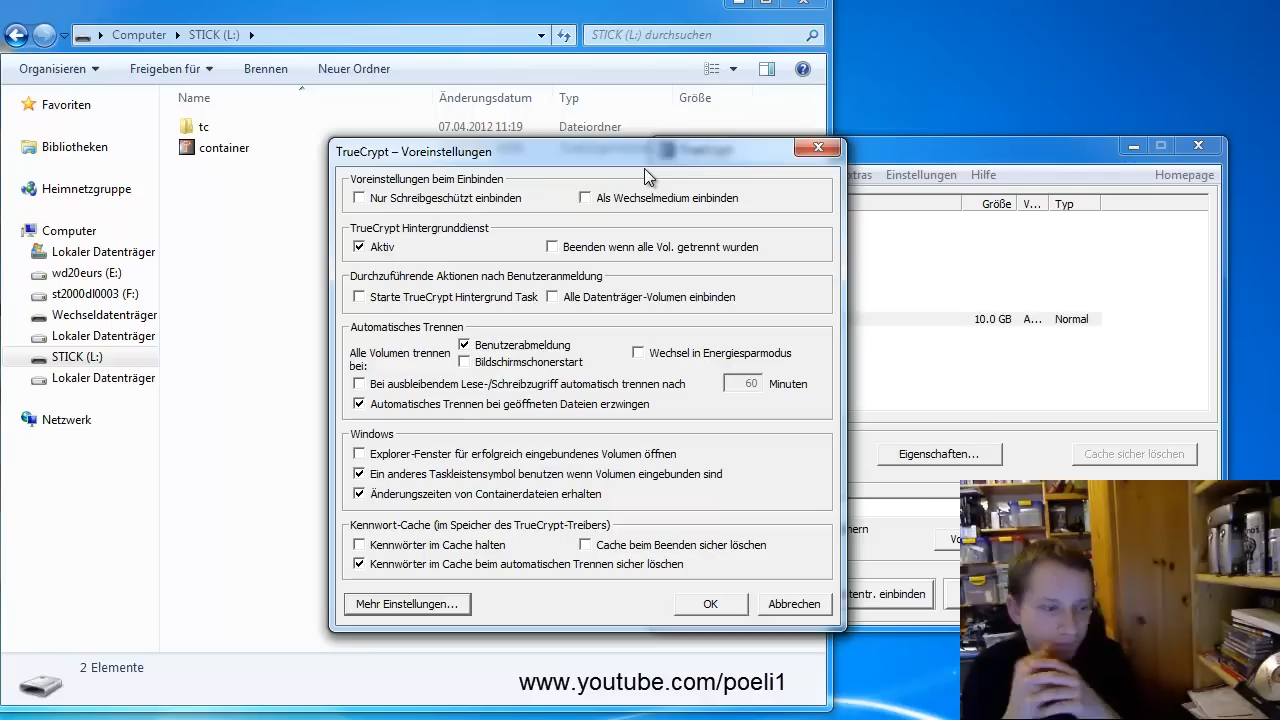 Computer
STICK (L:)
STICK (L:) durchsuchen
Organisieren
Freigeben für
Brennen
Neuer Ordner
Favoriten
Bibliotheken
Heimnetzgruppe
Computer
Lokaler Datenträger
wd20eurs (E:)
st2000dl0003 (F:)
Wechseldatenträger
Lokaler Datenträger
STICK (L:)
Lokaler Datenträger
Netzwerk
Name
Änderungsdatum
Typ
Größe
tc
07.04.2012 11:19
Dateiordner
container
2 Elemente
TrueCrypt – Voreinstellungen
Voreinstellungen beim Einbinden
Nur Schreibgeschützt einbinden
Als Wechselmedium einbinden
TrueCrypt Hintergrunddienst
Aktiv
Beenden wenn alle Vol. getrennt wurden
Durchzuführende Aktionen nach Benutzeranmeldung
Starte TrueCrypt Hintergrund Task
Alle Datenträger-Volumen einbinden
Automatisches Trennen
Alle Volumen trennen
bei:
Benutzerabmeldung
Bildschirmschonerstart
Wechsel in Energiesparmodus
Bei ausbleibendem Lese-/Schreibzugriff automatisch trennen nach
60
Minuten
Automatisches Trennen bei geöffneten Dateien erzwingen
Windows
Explorer-Fenster für erfolgreich eingebundenes Volumen öffnen
Ein anderes Taskleistensymbol benutzen wenn Volumen eingebunden sind
Änderungszeiten von Containerdateien erhalten
Kennwort-Cache (im Speicher des TrueCrypt-Treibers)
Kennwörter im Cache halten
Cache beim Beenden sicher löschen
Kennwörter im Cache beim automatischen Trennen sicher löschen
Mehr Einstellungen...
OK
Abbrechen
xtras
Einstellungen
Hilfe
Homepage
Größe
V...
Typ
10.0 GB
A...
Normal
Eigenschaften...
Cache sicher löschen
tentr. einbinden
www.youtube.com/poeli1